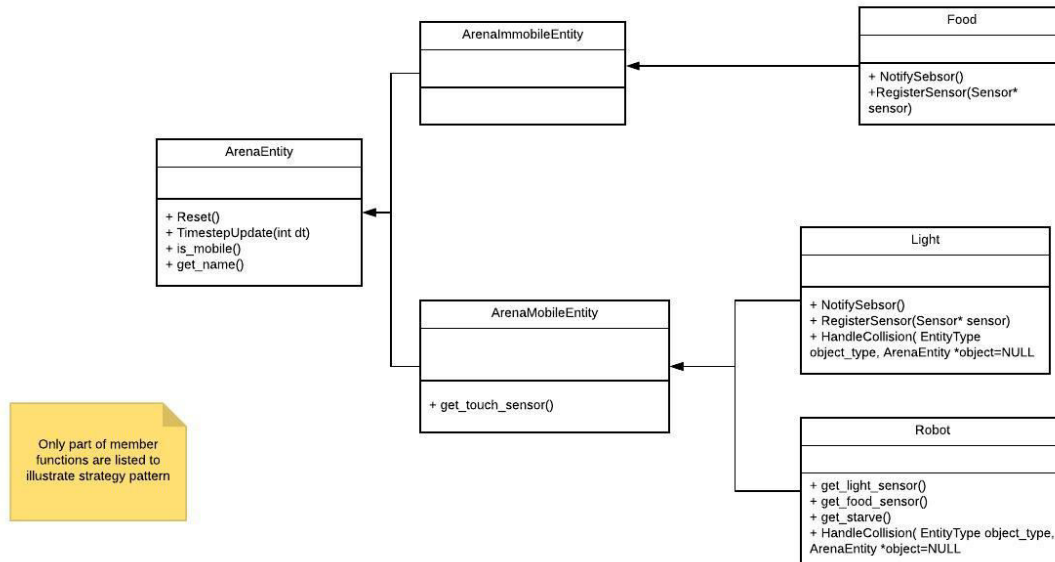 ArenaImmobileEntity
Food
+ NotifySebsor()
+RegisterSensor(Sensor*
sensor)
ArenaEntity
+ Reset()
+ TimestepUpdate(int dt)
+ is_mobile()
+ get_name()
Light
+ NotifySebsor()
+ RegisterSensor(Sensor* sensor)
+ HandleCollision( EntityType
object_type, ArenaEntity *object=NULL
ArenaMobileEntity
+ get_touch_sensor()
Only part of member
functions are listed to
illustrate strategy pattern
Robot
+ get_light_sensor()
+ get_food_sensor()
+ get_starve()
+ HandleCollision( EntityType object_type,
ArenaEntity *object=NULL